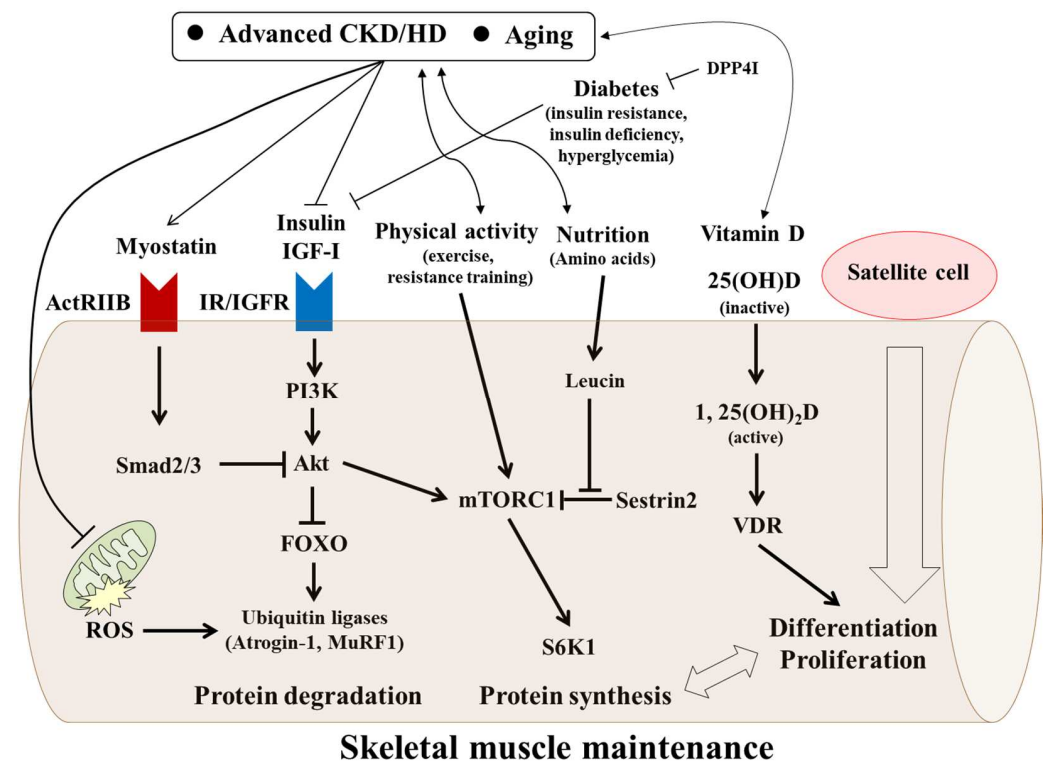 ● Advanced CKD/HD ● Aging
DPP4I
Diabetes
(insulin resistance,
insulin deficiency,
hyperglycemia)
Myostatin
Insulin
IGF-I
Physical activity
(exercise,
resistance training)
Nutrition
(Amino acids)
Vitamin D
25(OH)D
(inactive)
Satellite cell
ActRIIB
IR/IGFR
PI3K
Leucin
1, 25(OH)₂D
(active)
Smad2/3
Akt
mTORC1
Sestrin2
VDR
FOXO
ROS
Ubiquitin ligases
(Atrogin-1, MuRF1)
S6K1
Differentiation
Proliferation
Protein degradation
Protein synthesis
Skeletal muscle maintenance